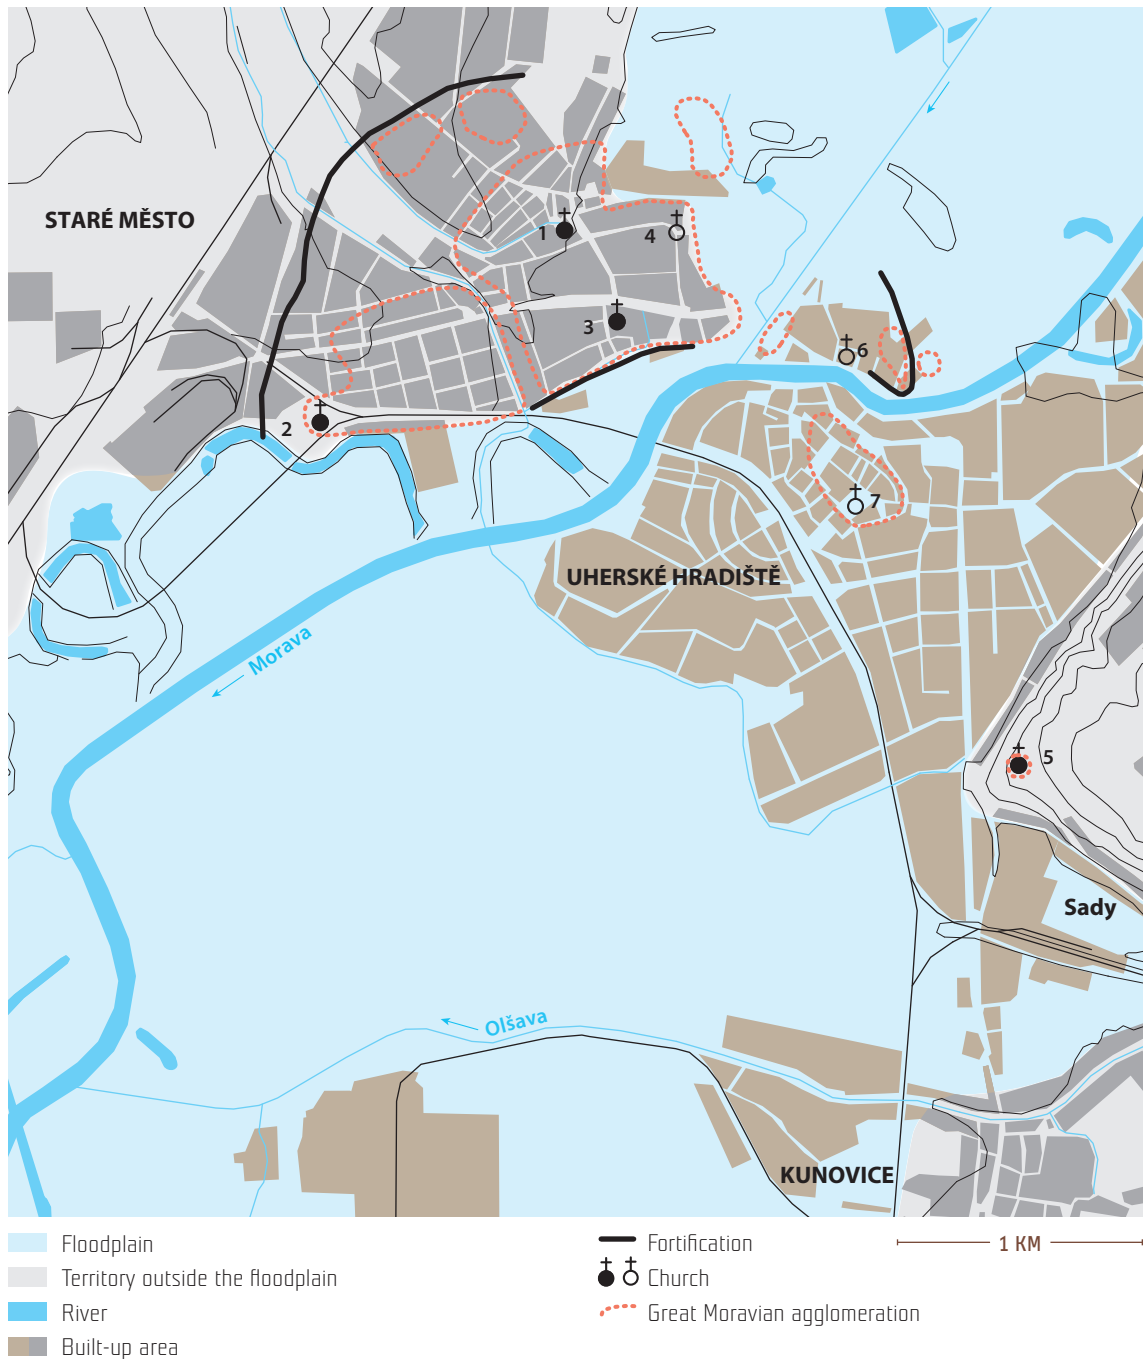 STARÉ MĚSTO
1
4
3
6
2
7
UHERSKÉ HRADIŠTĚ
Morava
5
Sady
Olšava
KUNOVICE
Floodplain
Territory outside the floodplain
River
Built-up area
Fortification
Church
Great Moravian agglomeration
1 KM